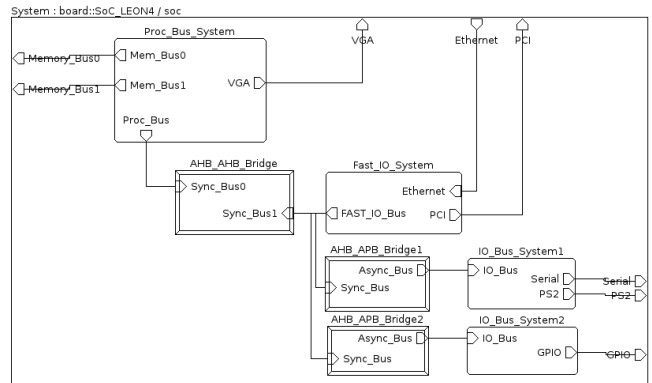 System : board::SoC_LEON4 / soc
Proc_Bus_System
VGA
Ethernet
PCI
Memory_Bus0
Mem_Bus0
Memory_Bus1
Mem_Bus1
VGA
Proc_Bus
AHB_AHB_Bridge
Fast_IO_System
Sync_Bus0
Ethernet
Sync_Bus1
FAST_IO_Bus
PCI
AHB_APB_Bridge1
IO_Bus_System1
Async_Bus
IO_Bus
Sync_Bus
Serial
Serial
PS2
PS2
AHB_APB_Bridge2
IO_Bus_System2
Async_Bus
IO_Bus
Sync_Bus
GPIO
GPIO